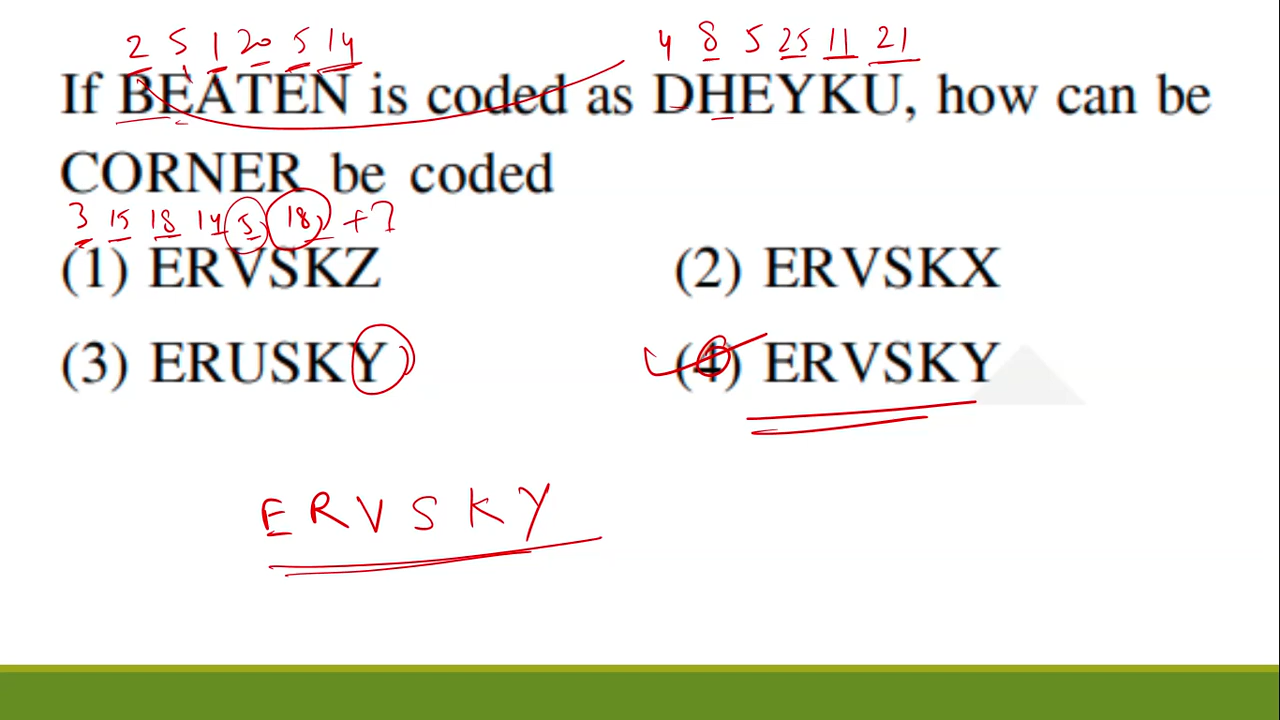 2 5 1 20 5 14 4 8 5 25 11 21
If BEATEN is coded as DHEYKU, how can be
CORNER be coded
3 15 18 14 5 18 +7
(1) ERVSKZ (2) ERVSKX
(3) ERUSKY (4) ERVSKY
ERVSKY